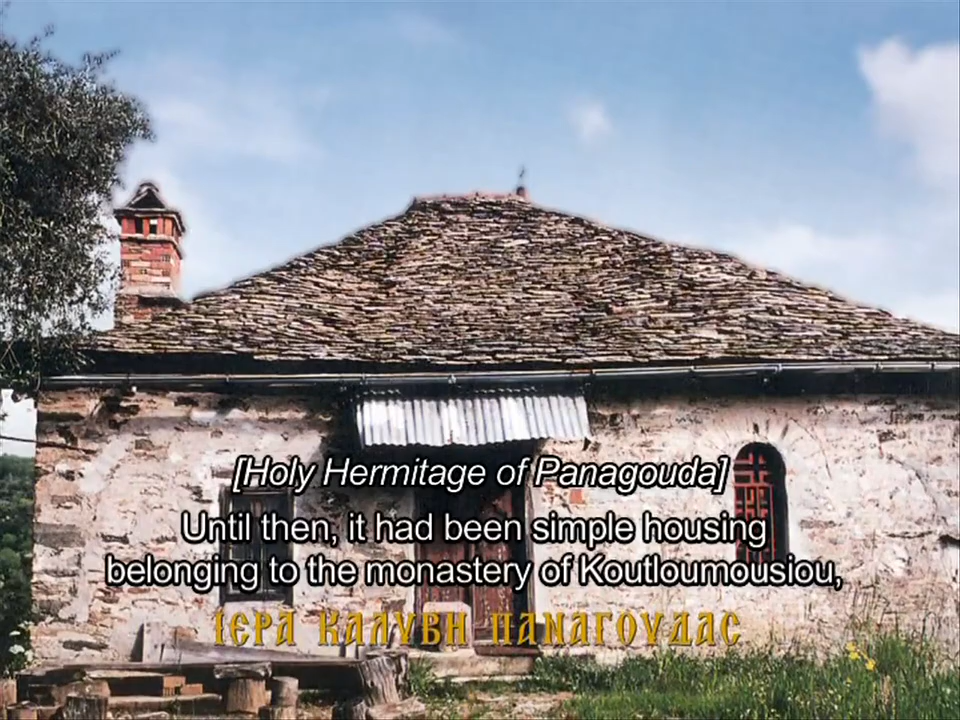 [Holy Hermitage of Panagouda]
Until then, it had been simple housing
belonging to the monastery of Koutloumousiou,
ΙΕΡΑ ΚΑΛΥΒΗ ΠΑΝΑΓΟΥΔΑΣ